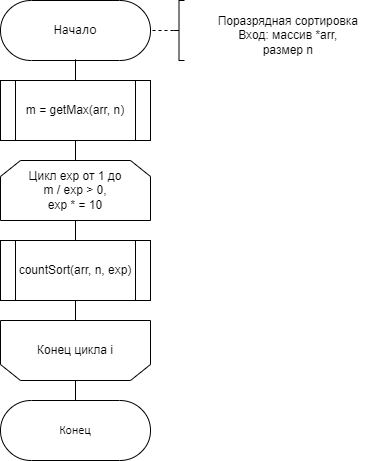 Начало
Поразрядная сортировка
Вход: массив *arr,
размер n
m = getMax(arr, n)
Цикл exp от 1 до
m / exp > 0,
exp * = 10
countSort(arr, n, exp)
Конец цикла i
Конец